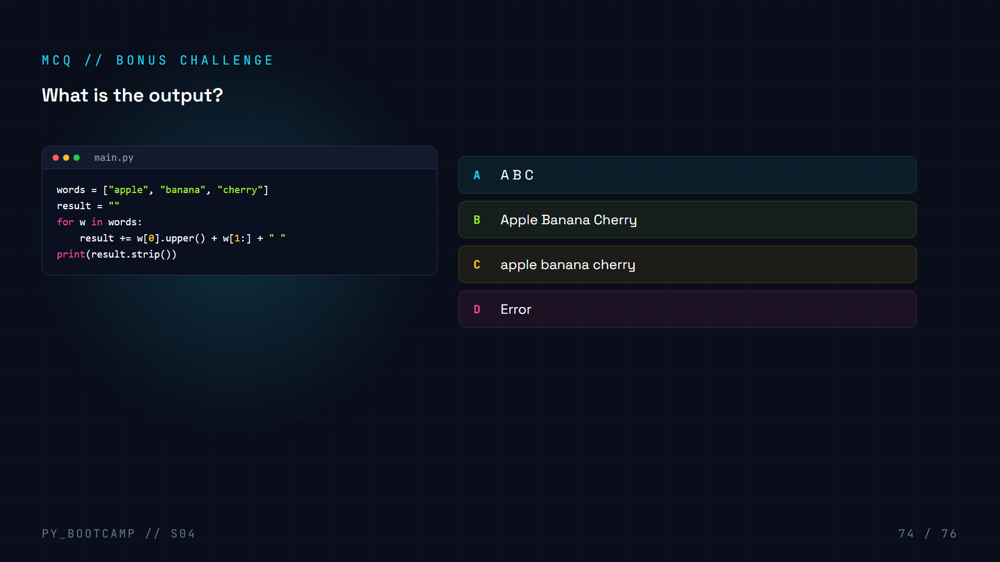 MCQ // BONUS CHALLENGE
What is the output?
main.py
words = ["apple", "banana", "cherry"]
result = ""
for w in words:
    result += w[0].upper() + w[1:] + " "
print(result.strip())
A A B C
B Apple Banana Cherry
C apple banana cherry
D Error
PY_BOOTCAMP // S04
74 / 76